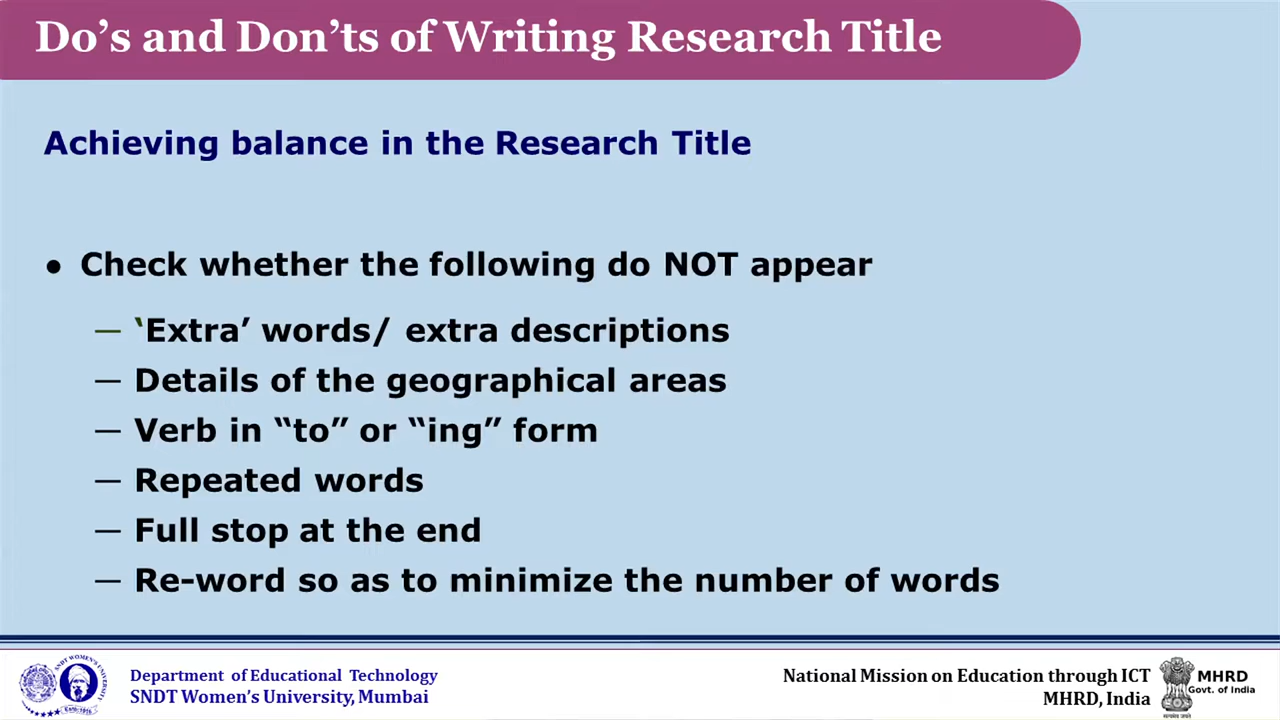 Do’s and Don’ts of Writing Research Title
Achieving balance in the Research Title
● Check whether the following do NOT appear
— ‘Extra’ words/ extra descriptions
— Details of the geographical areas
— Verb in “to” or “ing” form
— Repeated words
— Full stop at the end
— Re-word so as to minimize the number of words
Department of Educational Technology
SNDT Women’s University, Mumbai
National Mission on Education through ICT
MHRD, India
MHRD
Govt. of India